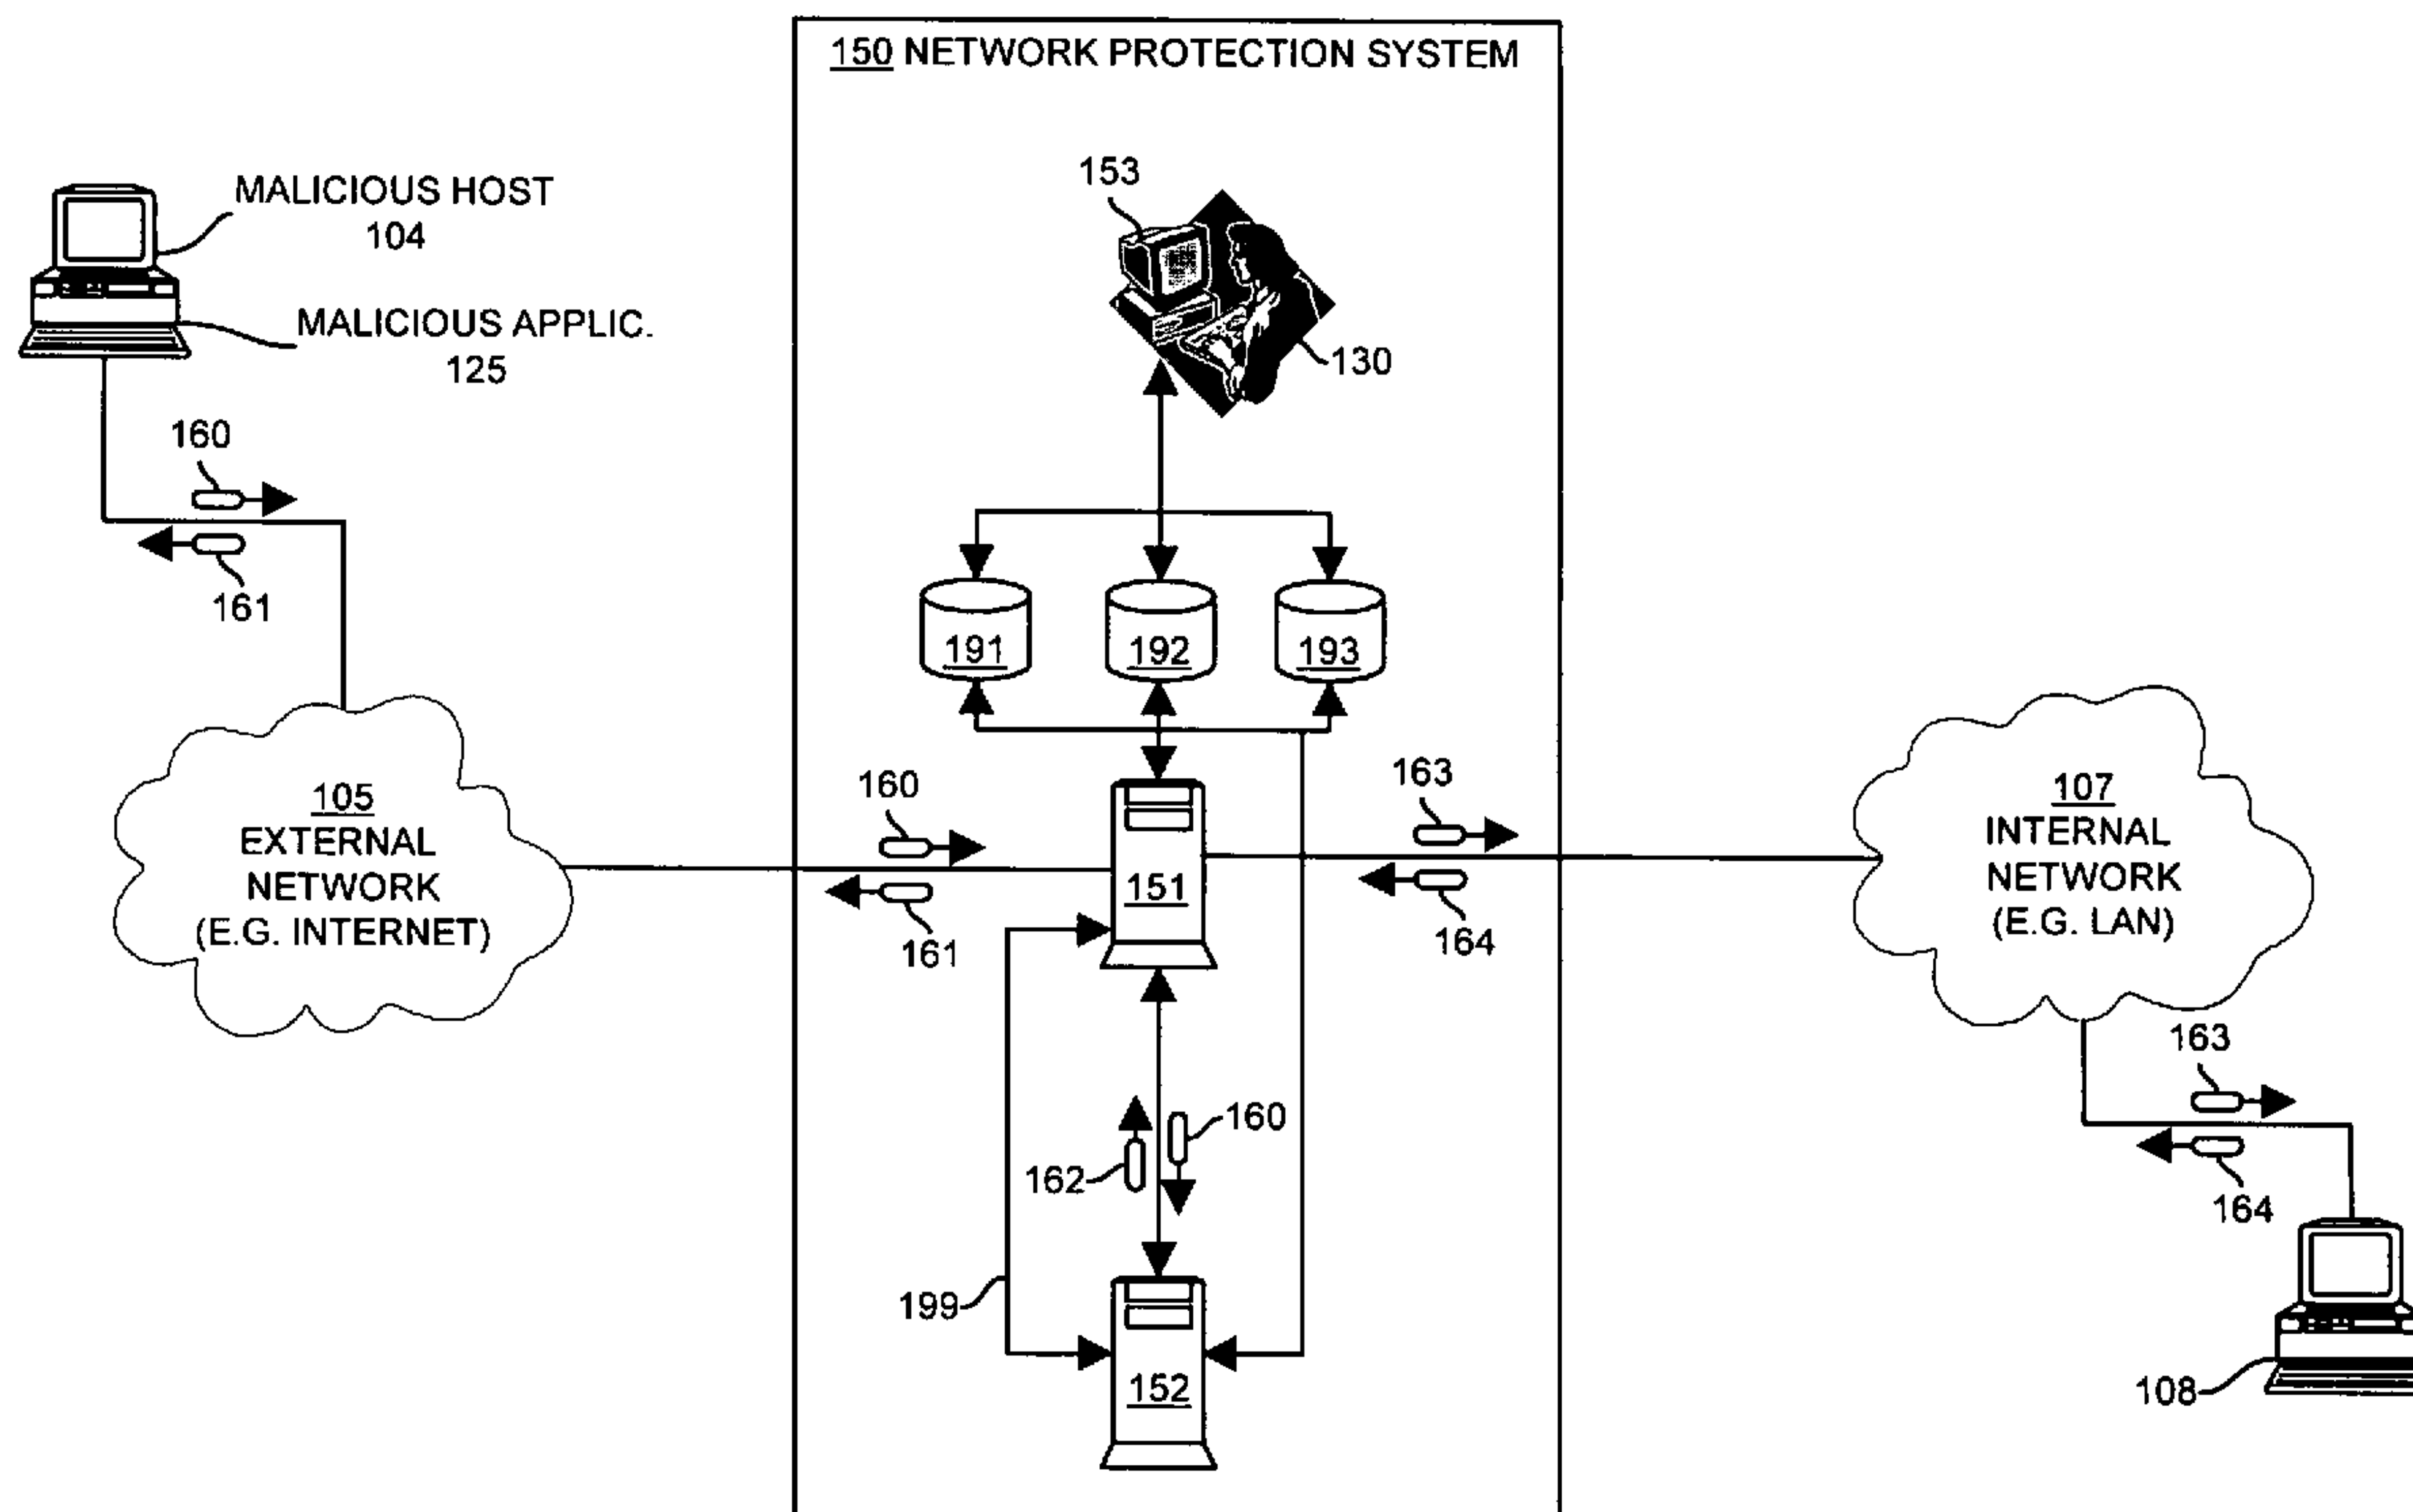 150 NETWORK PROTECTION SYSTEM
153
MALICIOUS HOST
104
MALICIOUS APPLIC.
125
130
160
161
191
192
193
105
EXTERNAL
NETWORK
(E.G. INTERNET)
160
161
151
163
164
107
INTERNAL
NETWORK
(E.G. LAN)
162
160
163
164
199
152
108